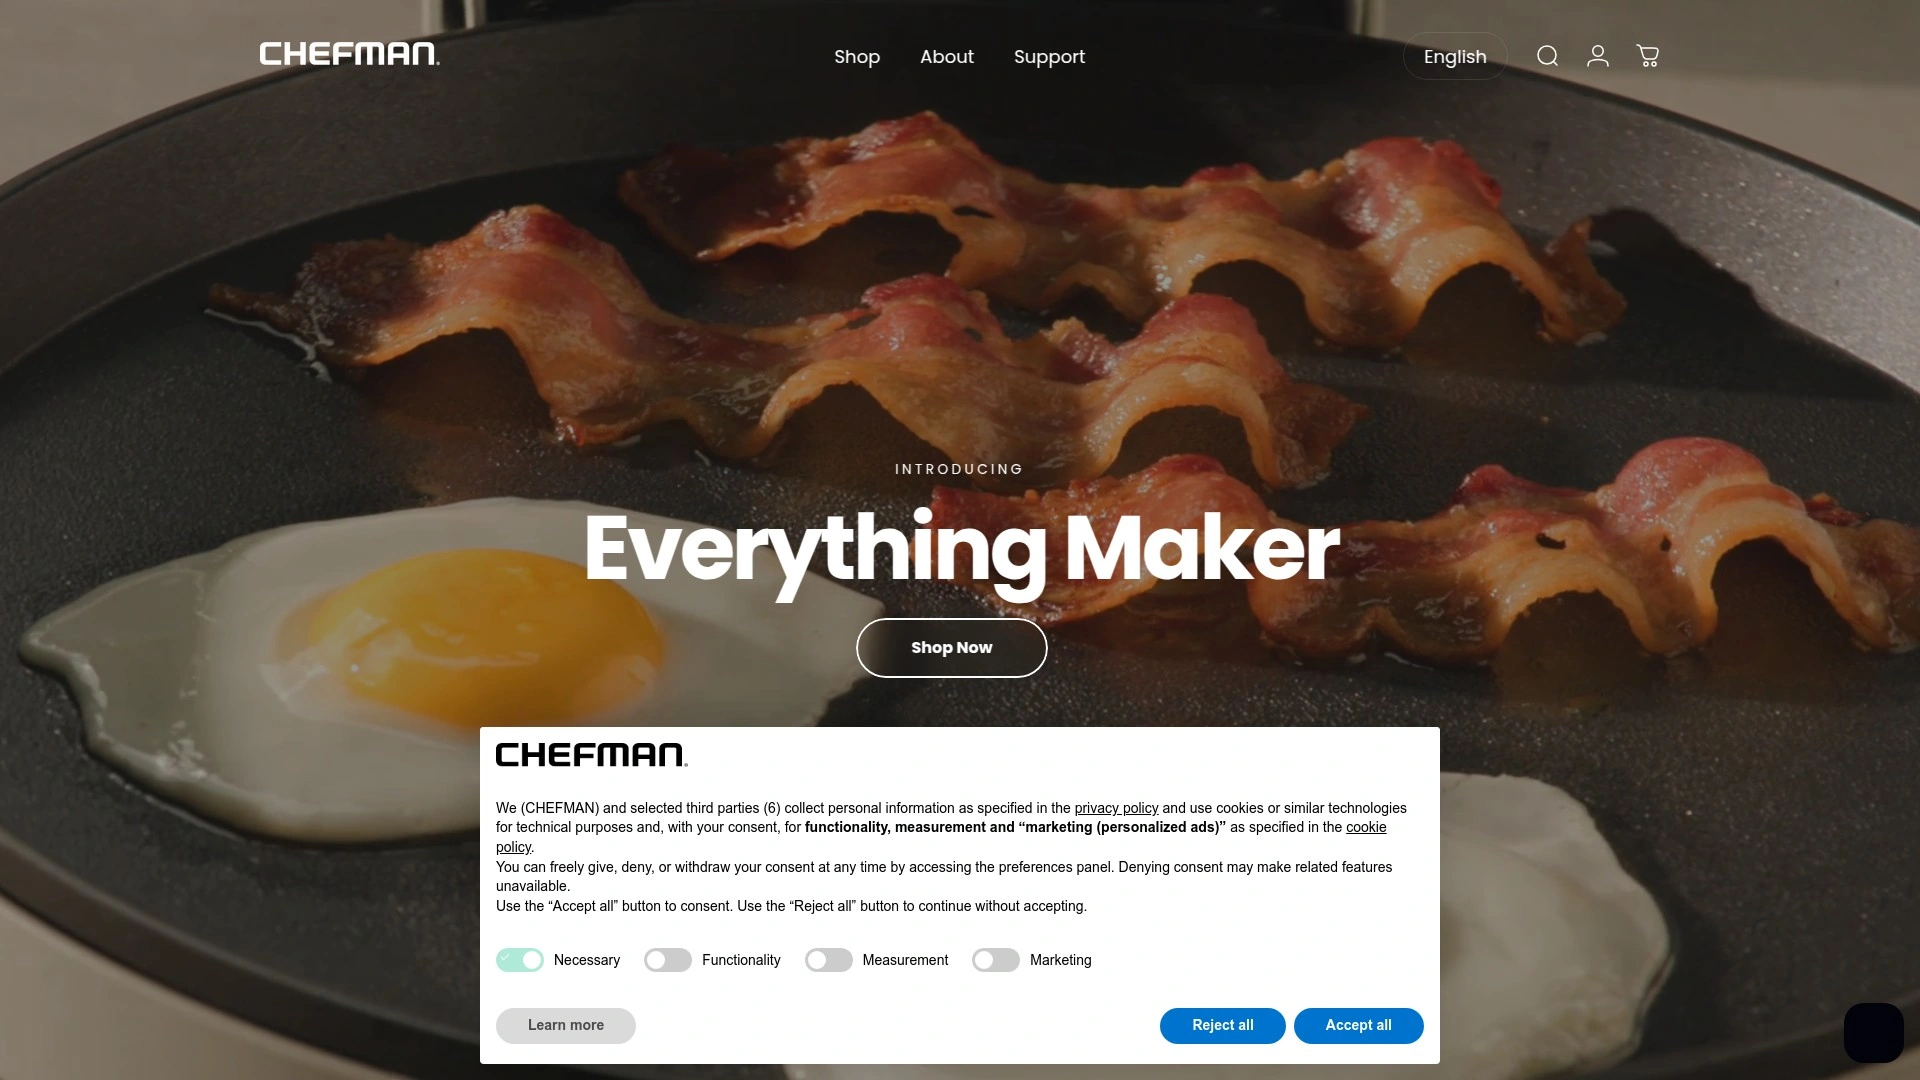 CHEFMAN.
Shop About Support English
INTRODUCING
Everything Maker
Shop Now
CHEFMAN.
We (CHEFMAN) and selected third parties (6) collect personal information as specified in the privacy policy and use cookies or similar technologies
for technical purposes and, with your consent, for functionality, measurement and “marketing (personalized ads)” as specified in the cookie
policy.
You can freely give, deny, or withdraw your consent at any time by accessing the preferences panel. Denying consent may make related features
unavailable.
Use the “Accept all” button to consent. Use the “Reject all” button to continue without accepting.
Necessary Functionality Measurement Marketing
Learn more Reject all Accept all